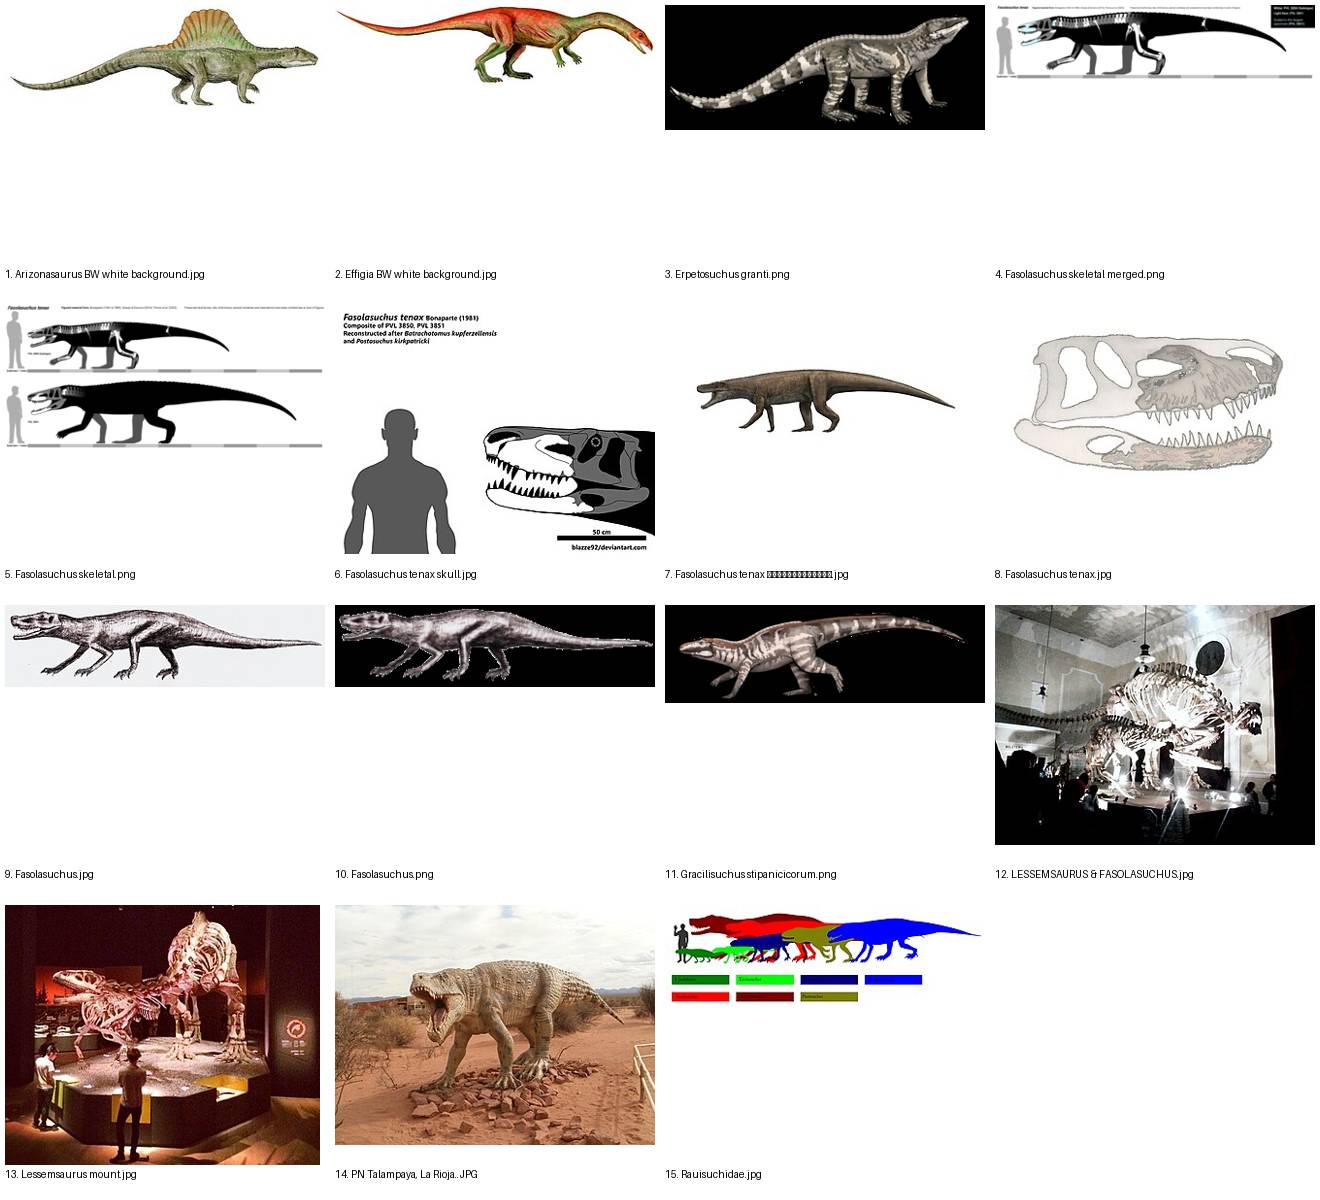 1. Arizonasaurus BW white background.jpg
2. Effigia BW white background.jpg
3. Erpetosuchus granti.png
4. Fasolasuchus skeletal merged.png
Fasolasuchus tenax
Fasolasuchus tenax Bonaparte (1981)
Composite of PVL 3850, PVL 3851
Reconstructed after Batrachotomus kupferzellensis
and Postosuchus kirkpatricki
50 cm
blazze92/deviantart.com
5. Fasolasuchus skeletal.png
6. Fasolasuchus tenax skull.jpg
7. Fasolasuchus tenax .jpg
8. Fasolasuchus tenax.jpg
9. Fasolasuchus.jpg
10. Fasolasuchus.png
11. Gracilisuchus stipanicicorum.png
12. LESSEMSAURUS & FASOLASUCHUS.jpg
13. Lessemsaurus mount.jpg
14. PN Talampaya, La Rioja.. JPG
15. Rauisuchidae.jpg